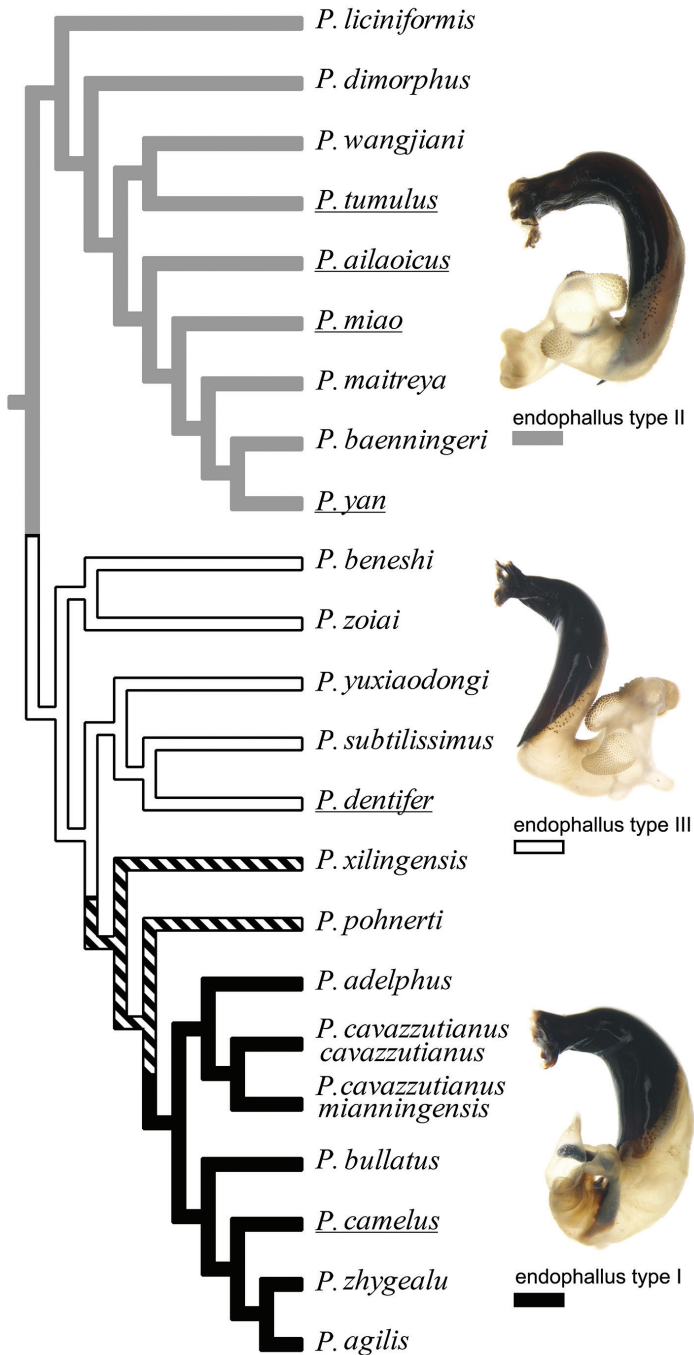 P. liciniformis
P. dimorphus
P. wangjiani
P. tumulus
P. ailaoicus
P. miao
P. maitreya
P. baenningeri
P. yan
endophallus type II
P. beneshi
P. zoiai
P. yuxiaodongi
P. subtilissimus
P. dentifer
endophallus type III
P. xilingensis
P. pohnerti
P. adelphus
P. cavazzutianus
cavazzutianus
P.cavazzutianus
mianningensis
P. bullatus
P. camelus
P. zhygealu
P. agilis
endophallus type I